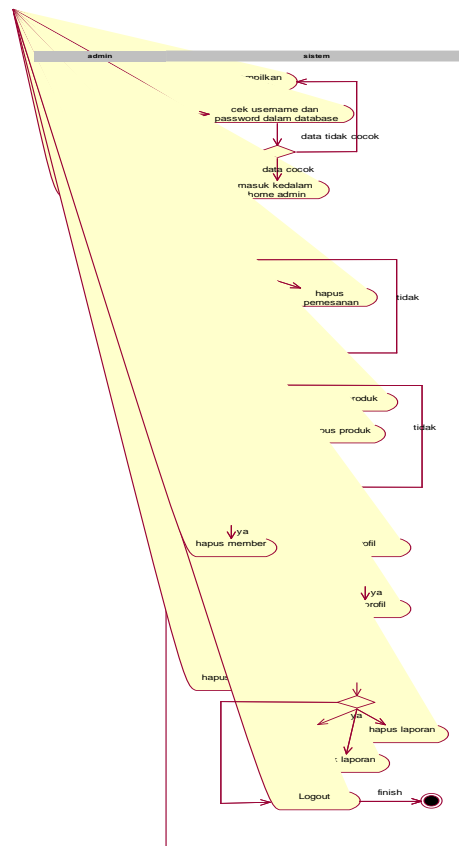 admin
sistem
cek username dan
password dalam database
data tidak cocok
data cocok
masuk kedalam
home admin
hapus
pemesanan
tidak
produk
tidak
ya
hapus member
ya
ya
hapus laporan
laporan
Logout
finish